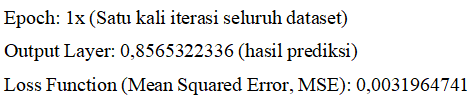 Epoch: 1x (Satu kali iterasi seluruh dataset)
Output Layer: 0,8565322336 (hasil prediksi)
Loss Function (Mean Squared Error, MSE): 0,0031964741